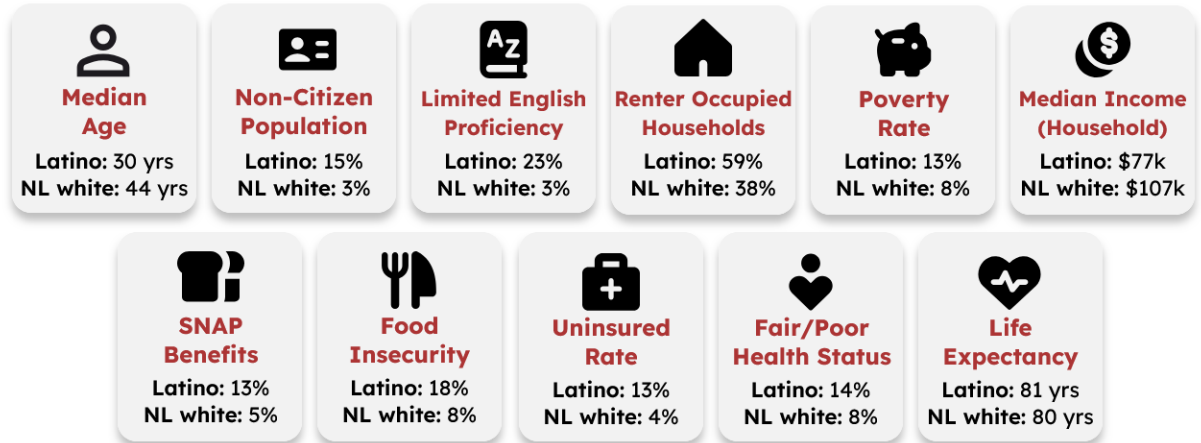 A Z
$
Median
Age
Latino: 30 yrs
NL white: 44 yrs
Non-Citizen
Population
Latino: 15%
NL white: 3%
Limited English
Proficiency
Latino: 23%
NL white: 3%
Renter Occupied
Households
Latino: 59%
NL white: 38%
Poverty
Rate
Latino: 13%
NL white: 8%
Median Income
(Household)
Latino: $77k
NL white: $107k
SNAP
Benefits
Latino: 13%
NL white: 5%
Food
Insecurity
Latino: 18%
NL white: 8%
Uninsured
Rate
Latino: 13%
NL white: 4%
Fair/Poor
Health Status
Latino: 14%
NL white: 8%
Life
Expectancy
Latino: 81 yrs
NL white: 80 yrs